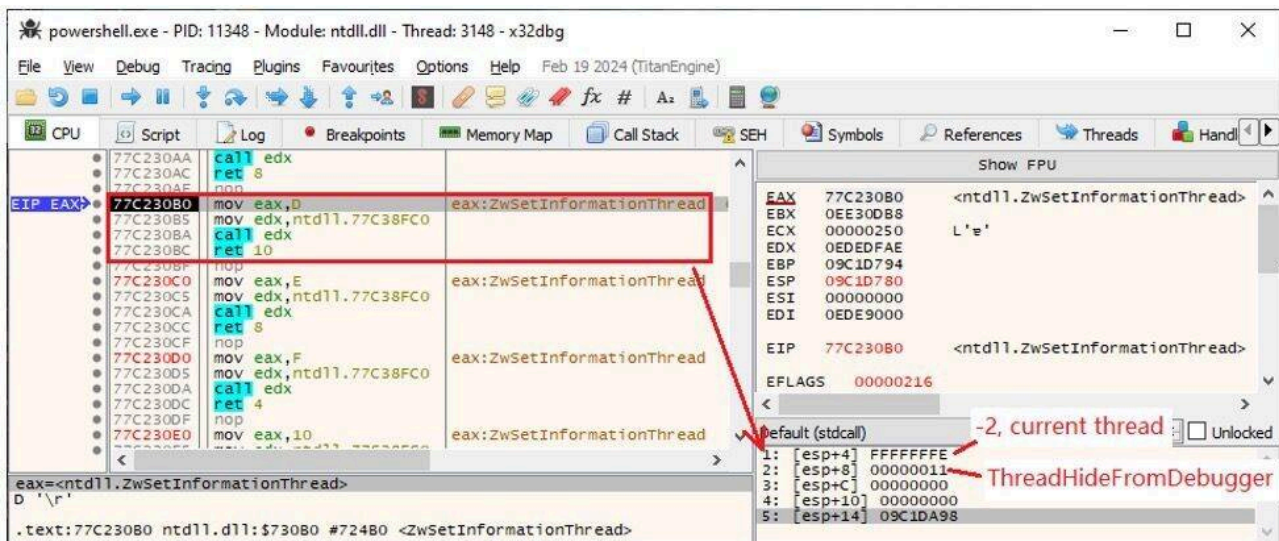 powershell.exe - PID: 11348 - Module: ntdll.dll - Thread: 3148 - x32dbg
File View Debug Tracing Plugins Favourites Options Help Feb 19 2024 (TitanEngine)
CPU Script Log Breakpoints Memory Map Call Stack SEH Symbols References Threads Handl
77C230AA call edx
77C230AC ret 8
77C230AE nop
EIP EAX 77C230B0 mov eax,D eax:ZwSetInformationThread
77C230B5 mov edx,ntdll.77C38FC0
77C230BA call edx
77C230BC ret 10
77C230BF nop
77C230C0 mov eax,E eax:ZwSetInformationThread
77C230C5 mov edx,ntdll.77C38FC0
77C230CA call edx
77C230CC ret 8
77C230CF nop
77C230D0 mov eax,F eax:ZwSetInformationThread
77C230D5 mov edx,ntdll.77C38FC0
77C230DA call edx
77C230DC ret 4
77C230DF nop
77C230E0 mov eax,10 eax:ZwSetInformationThread
Show FPU
EAX 77C230B0 <ntdll.ZwSetInformationThread>
EBX 0EE30DB8
ECX 00000250
EDX 0EDEDFAE
EBP 09C1D794
ESP 09C1D780
ESI 00000000
EDI 0EDE9000
EIP 77C230B0 <ntdll.ZwSetInformationThread>
EFLAGS 00000216
Default (stdcall) Unlocked
-2, current thread
1: [esp+4] FFFFFFFE
2: [esp+8] 00000011
ThreadHideFromDebugger
3: [esp+C] 00000000
4: [esp+10] 00000000
5: [esp+14] 09C1DA98
eax=<ntdll.ZwSetInformationThread>
D '\r'
.text:77C230B0 ntdll.dll:$730B0 #724B0 <ZwSetInformationThread>